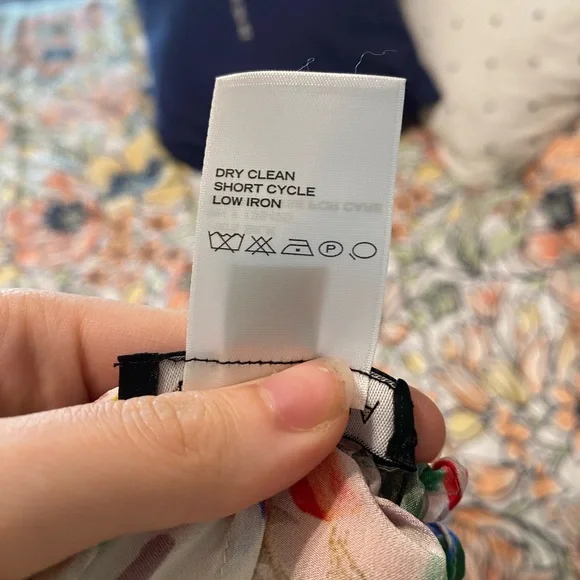 DRY CLEAN
SHORT CYCLE
LOW IRON
P
A